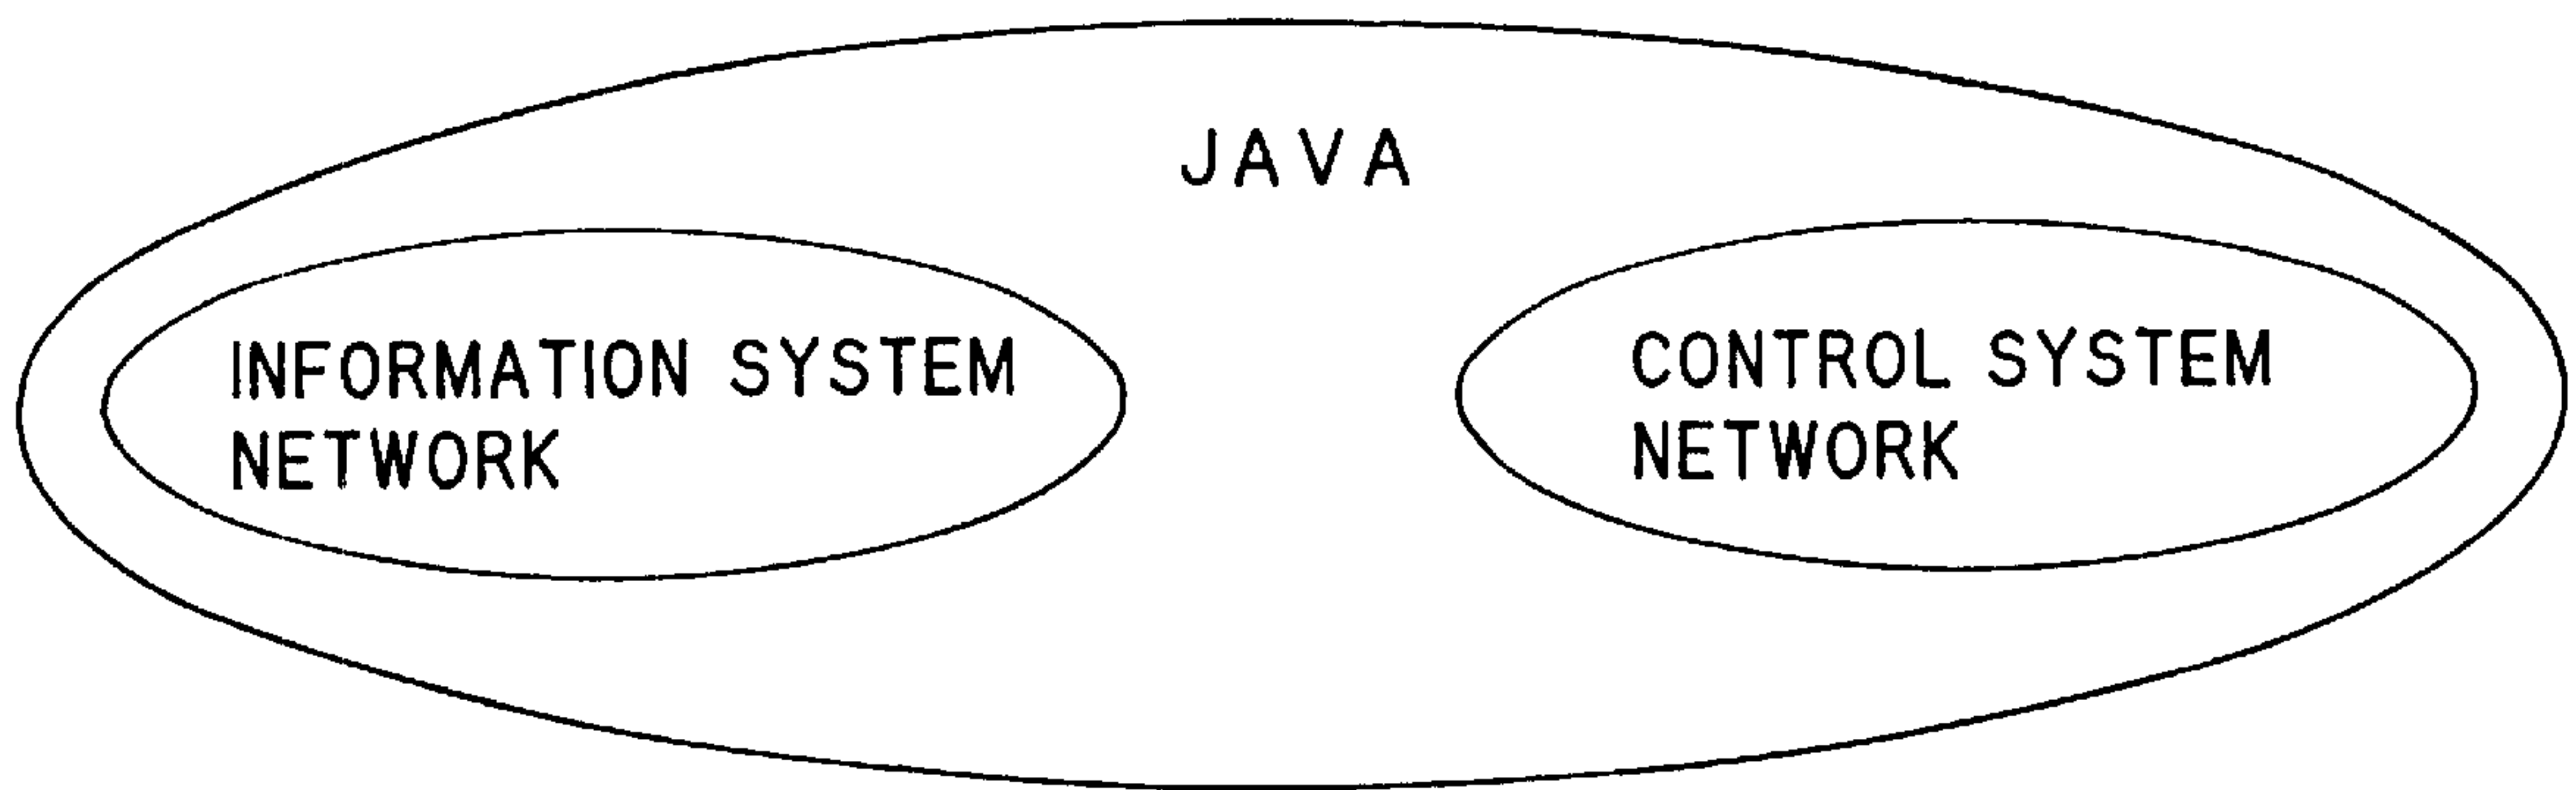 JAVA
INFORMATION SYSTEM
NETWORK
CONTROL SYSTEM
NETWORK